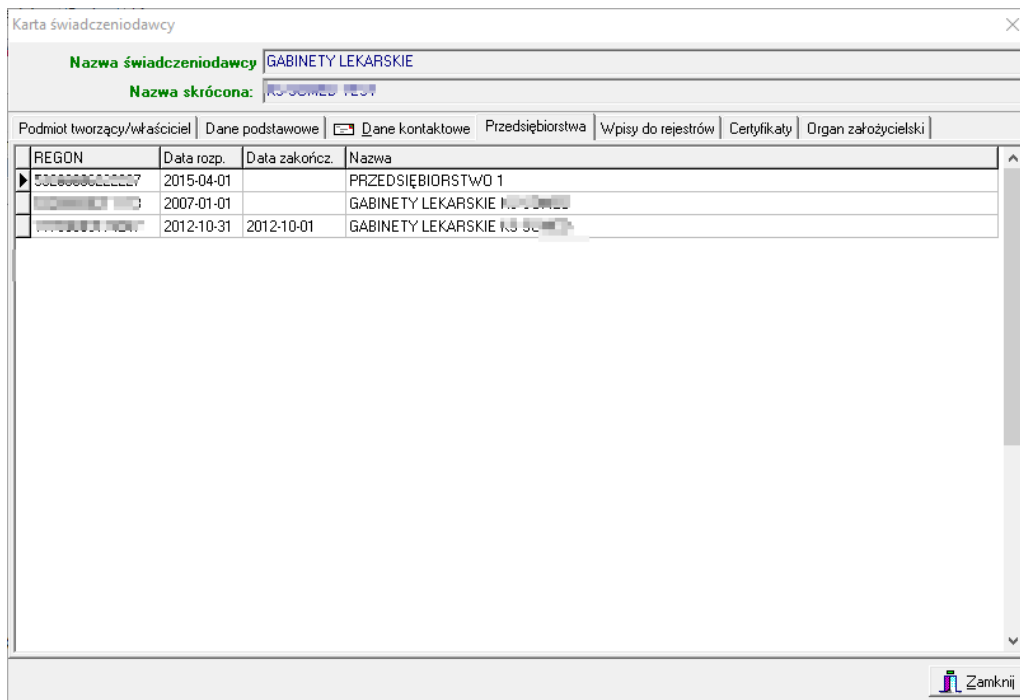 Karta świadczeniodawcy
Nazwa świadczeniodawcy GABINETY LEKARSKIE
Nazwa skrócona:
Podmiot tworzący/właściciel Dane podstawowe Dane kontaktowe Przedsiębiorstwa Wpisy do rejestrów Certyfikaty Organ założycielski
REGON Data rozp. Data zakończ. Nazwa
2015-04-01 PRZEDSIĘBIORSTWO 1
2007-01-01 GABINETY LEKARSKIE
2012-10-31 2012-10-01 GABINETY LEKARSKIE
Zamknij